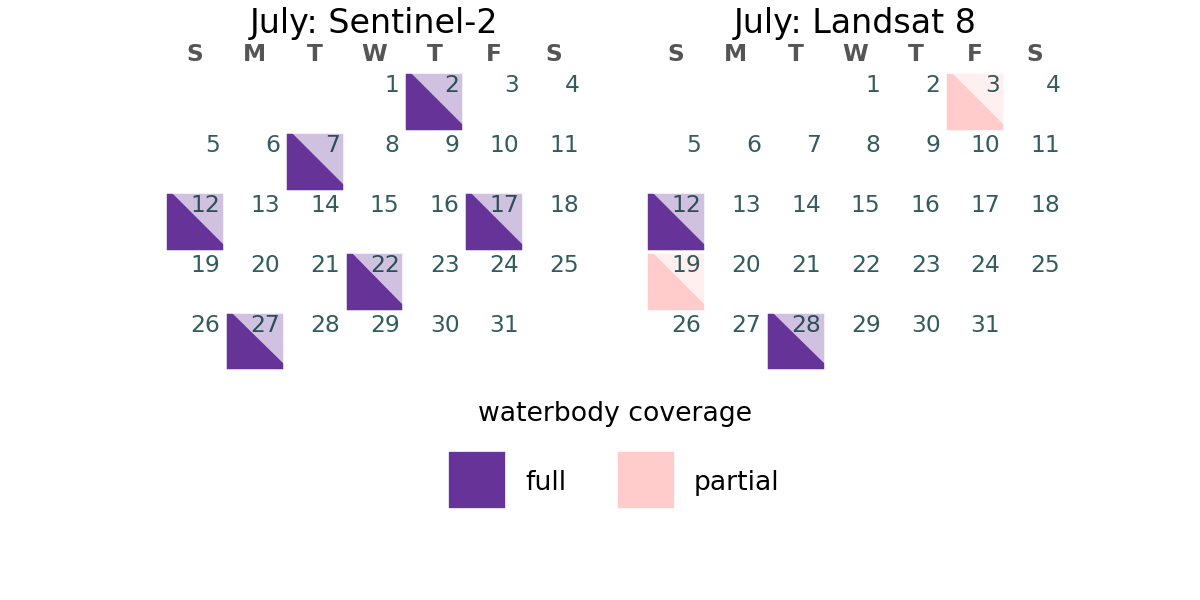 July: Sentinel-2
S M T W T F S
1 2 3 4
5 6 7 8 9 10 11
12 13 14 15 16 17 18
19 20 21 22 23 24 25
26 27 28 29 30 31
July: Landsat 8
S M T W T F S
1 2 3 4
5 6 7 8 9 10 11
12 13 14 15 16 17 18
19 20 21 22 23 24 25
26 27 28 29 30 31
waterbody coverage
full
partial